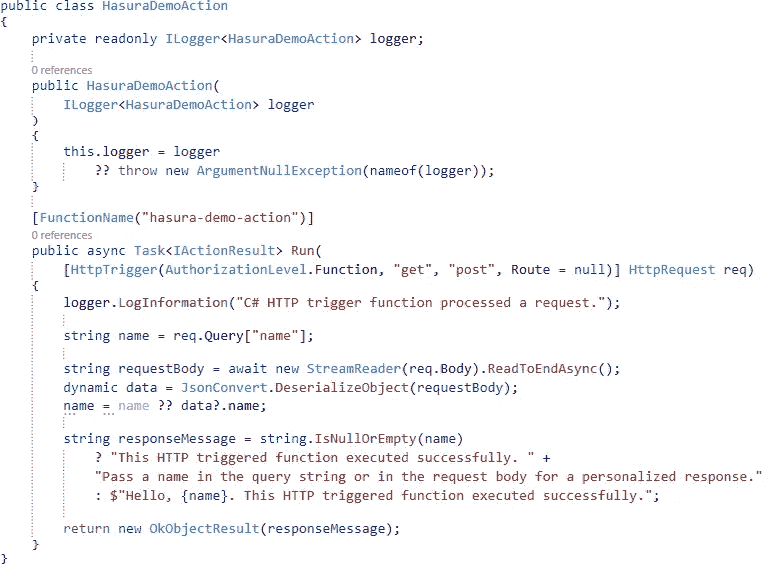 public class HasuraDemoAction
{
    private readonly ILogger<HasuraDemoAction> logger;
    0 references
    public HasuraDemoAction(
        ILogger<HasuraDemoAction> logger
    )
    {
        this.logger = logger
            ?? throw new ArgumentNullException(nameof(logger));
    }
    [FunctionName("hasura-demo-action")]
    0 references
    public async Task<IActionResult> Run(
        [HttpTrigger(AuthorizationLevel.Function, "get", "post", Route = null)] HttpRequest req)
    {
        logger.LogInformation("C# HTTP trigger function processed a request.");
        string name = req.Query["name"];
        string requestBody = await new StreamReader(req.Body).ReadToEndAsync();
        dynamic data = JsonConvert.DeserializeObject(requestBody);
        name = name ?? data?.name;
        string responseMessage = string.IsNullOrEmpty(name)
            ? "This HTTP triggered function executed successfully. " +
            "Pass a name in the query string or in the request body for a personalized response."
            : $"Hello, {name}. This HTTP triggered function executed successfully.";
        return new OkObjectResult(responseMessage);
    }
}